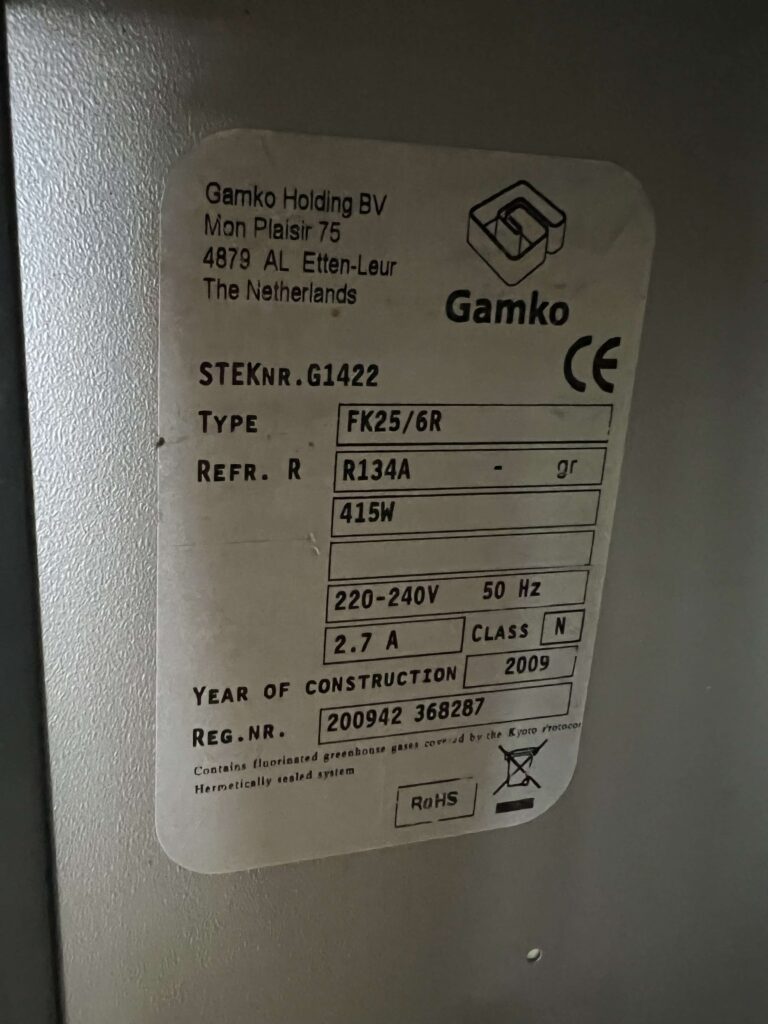 Gamko Holding BV
Mon Plaisir 75
4879 AL Etten-Leur
The Netherlands
Gamko
CE
STEKNR.G1422
TYPE FK25/6R
REFR. R R134A - gr
415W
220-240V 50 Hz
2.7 A CLASS N
YEAR OF CONSTRUCTION 2009
REG.NR. 200942 368287
Contains fluorinated greenhouse gases covered by the Kyoto Protocol
Hermetically sealed system
RoHS